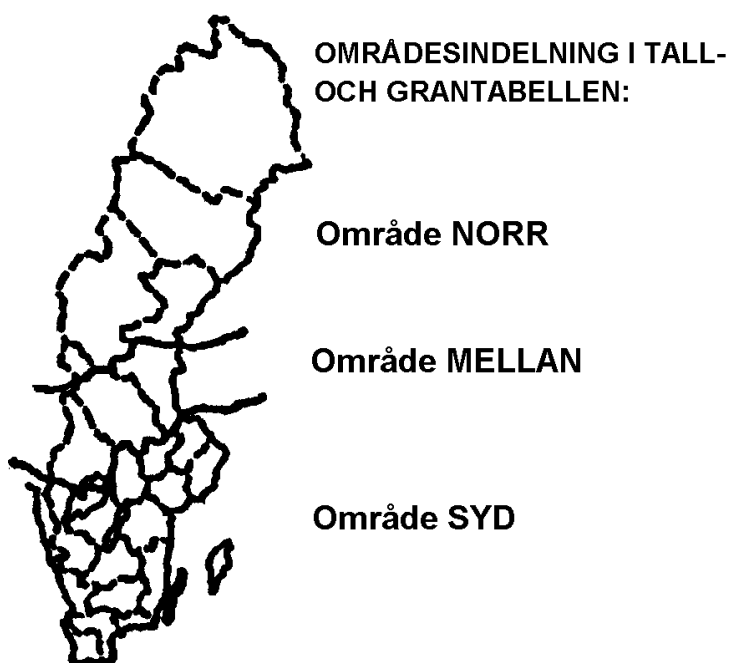 OMRÅDESINDELNING I TALL-
OCH GRANTABELLEN:
Område NORR
Område MELLAN
Område SYD